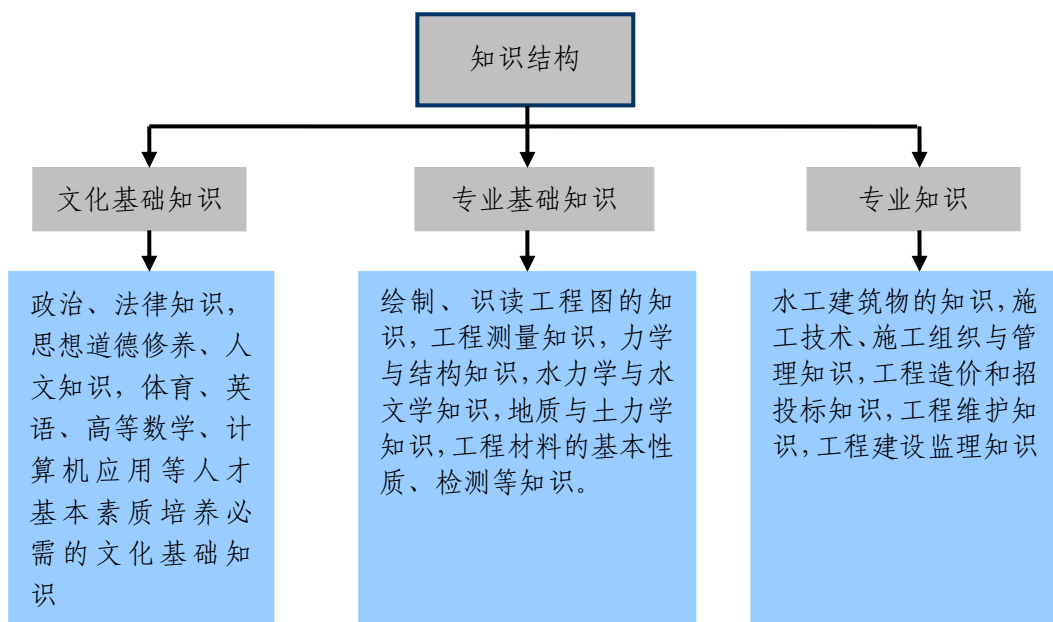 知识结构
文化基础知识
专业基础知识
专业知识
政治、法律知识，
思想道德修养、人
文知识，体育、英
语、高等数学、计
算机应用等人才
基本素质培养必
需的文化基础知
识
绘制、识读工程图的知
识，工程测量知识，力学
与结构知识，水力学与水
文学知识，地质与土力学
知识，工程材料的基本性
质、检测等知识。
水工建筑物的知识，施
工技术、施工组织与管
理知识，工程造价和招
投标知识，工程维护知
识，工程建设监理知识